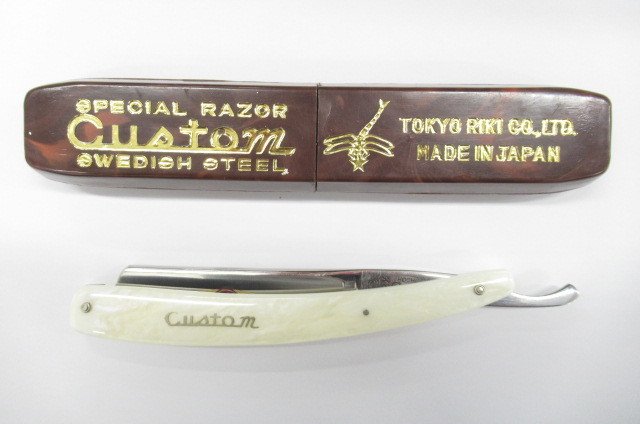 SPECIAL RAZOR
Custom
SWEDISH STEEL
TOKYO RIKI CO.,LTD.
MADE IN JAPAN
Custom